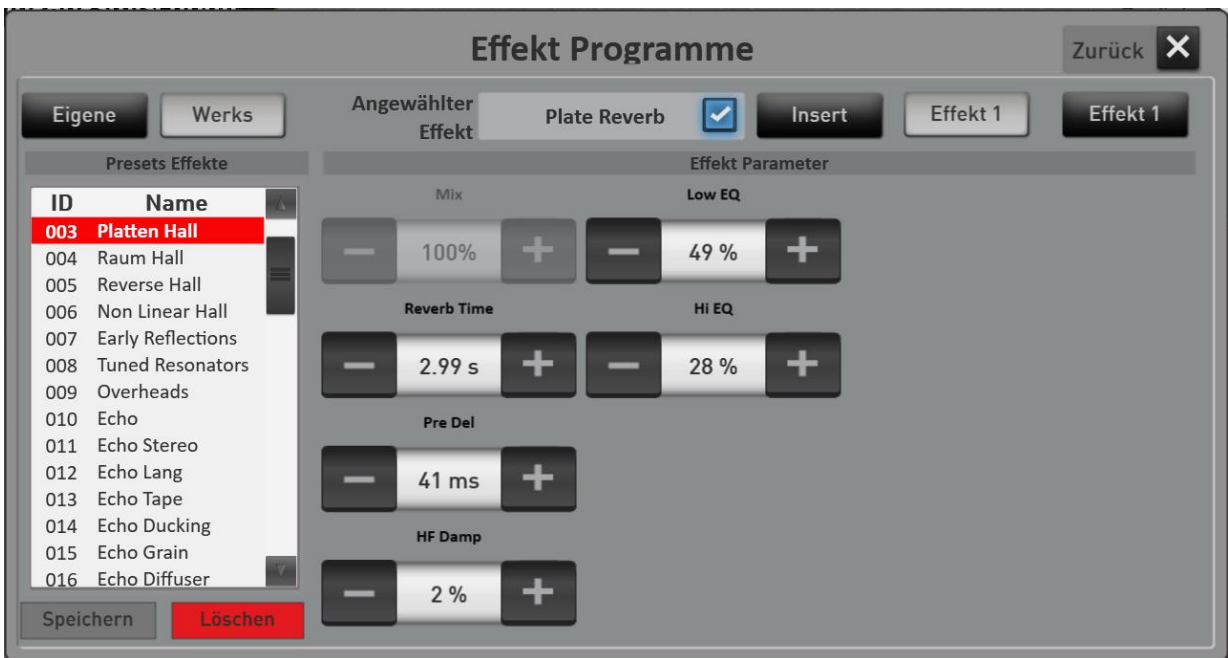 Effekt Programme
Zurück
Eigene Werks Angewählter Effekt Plate Reverb Insert Effekt 1 Effekt 1
Presets Effekte Effekt Parameter
ID Name
003 Platten Hall
004 Raum Hall
005 Reverse Hall
006 Non Linear Hall
007 Early Reflections
008 Tuned Resonators
009 Overheads
010 Echo
011 Echo Stereo
012 Echo Lang
013 Echo Tape
014 Echo Ducking
015 Echo Grain
016 Echo Diffuser
Speichern Löschen
Mix Low EQ
100% 49 %
Reverb Time Hi EQ
2.99 s 28 %
Pre Del
41 ms
HF Damp
2 %